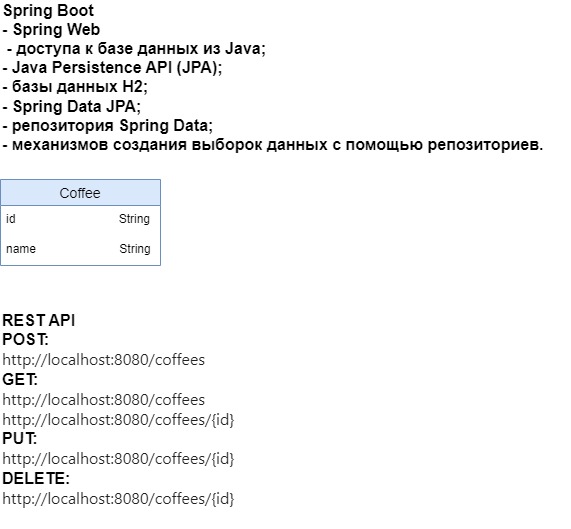 Spring Boot
- Spring Web
- доступа к базе данных из Java;
- Java Persistence API (JPA);
- базы данных H2;
- Spring Data JPA;
- репозитория Spring Data;
- механизмов создания выборок данных с помощью репозиториев.
Coffee
id String
name String
REST API
POST:
http://localhost:8080/coffees
GET:
http://localhost:8080/coffees
http://localhost:8080/coffees/{id}
PUT:
http://localhost:8080/coffees/{id}
DELETE:
http://localhost:8080/coffees/{id}